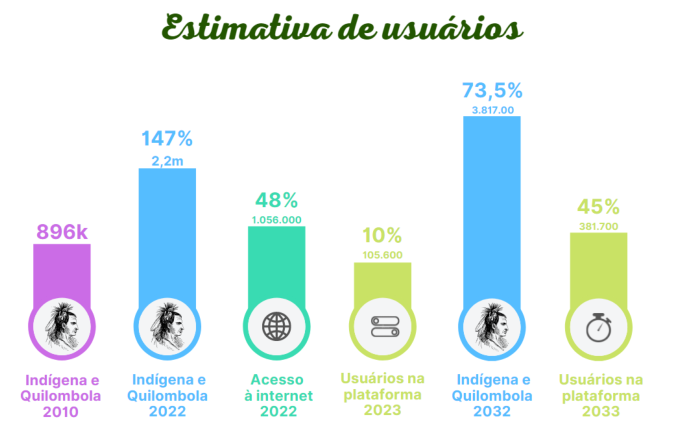 Estimativa de usuários
896k
Indígena e
Quilombola
2010
147%
2,2m
Indígena e
Quilombola
2022
48%
1.056.000
Acesso
à internet
2022
10%
105.600
Usuários na
plataforma
2023
73,5%
3.817.00
Indígena e
Quilombola
2032
45%
381.700
Usuários na
plataforma
2033